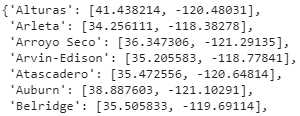 {'Alturas': [41.438214, -120.48031],
'Arleta': [34.256111, -118.38278],
'Arroyo Seco': [36.347306, -121.29135],
'Arvin-Edison': [35.205583, -118.77841],
'Atascadero': [35.472556, -120.64814],
'Auburn': [38.887603, -121.10291],
'Belridge': [35.505833, -119.69114],